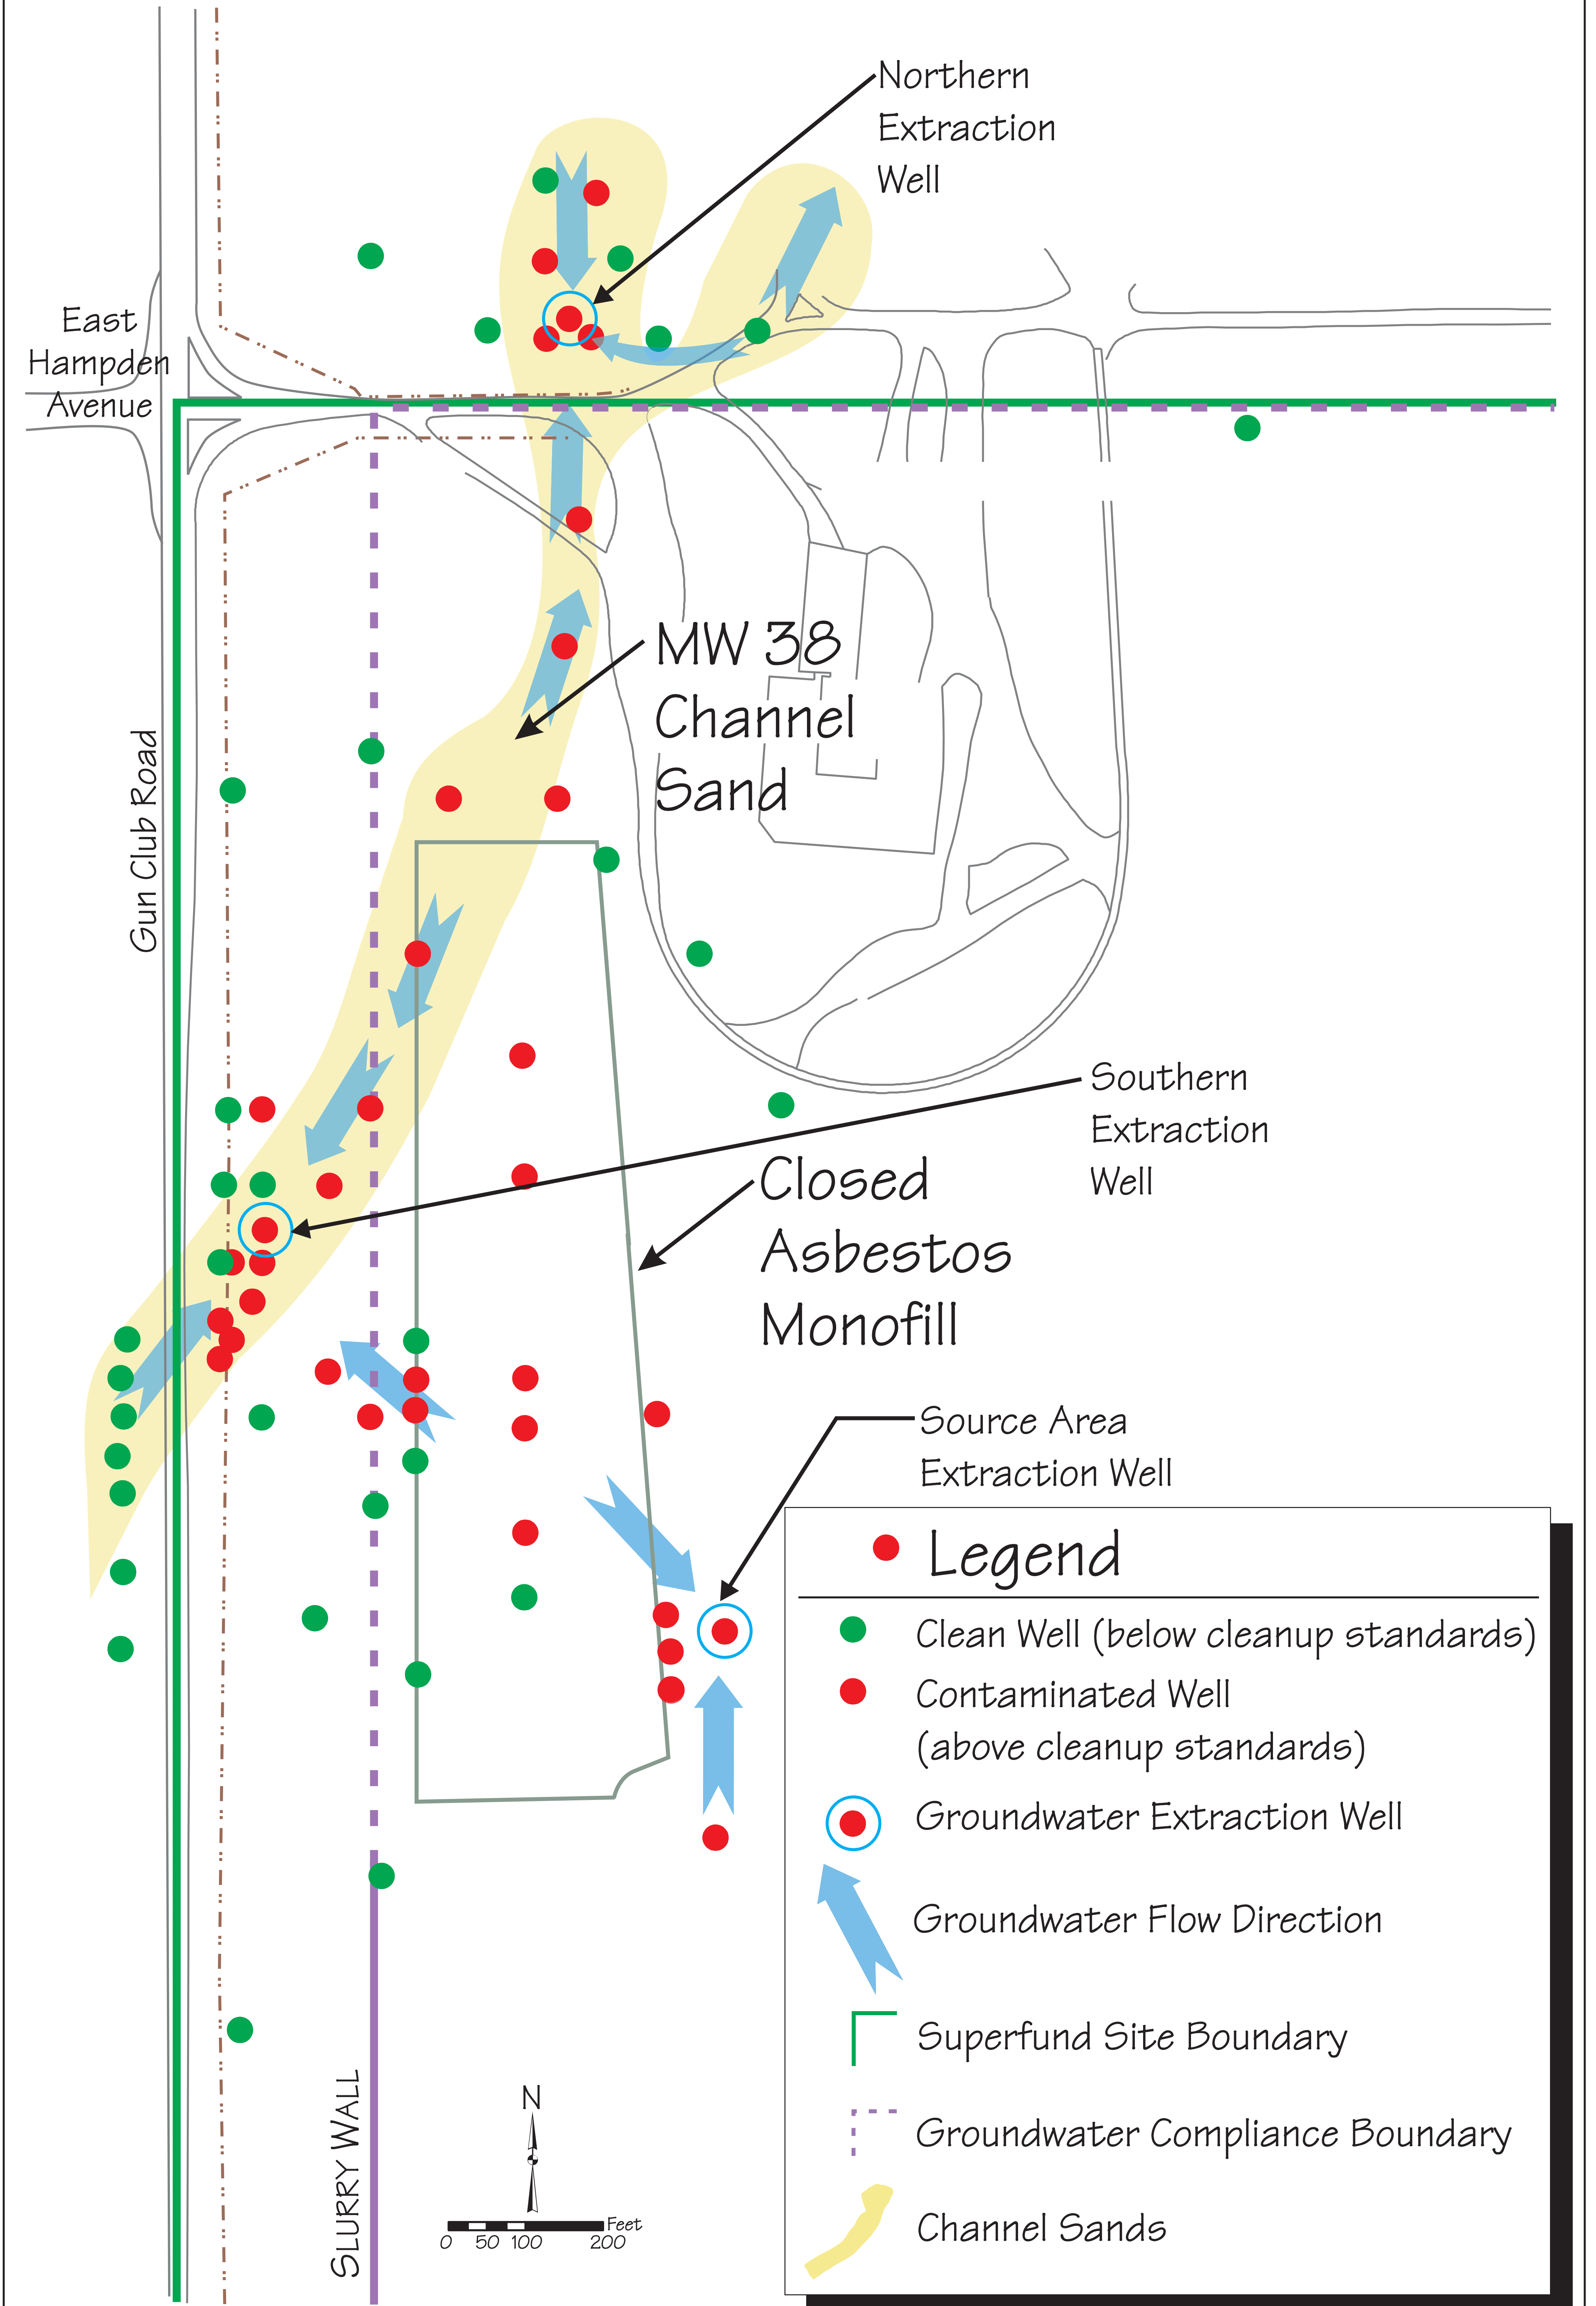 Northern
Extraction
Well
East
Hampden
Avenue
MW 38
Channel
Sand
Gun Club Road
Southern
Extraction
Well
Closed
Asbestos
Monofill
Source Area
Extraction Well
Legend
Clean Well (below cleanup standards)
Contaminated Well
(above cleanup standards)
Groundwater Extraction Well
Groundwater Flow Direction
Superfund Site Boundary
Groundwater Compliance Boundary
Channel Sands
SLURRY WALL
N
Feet
0 50 100 200